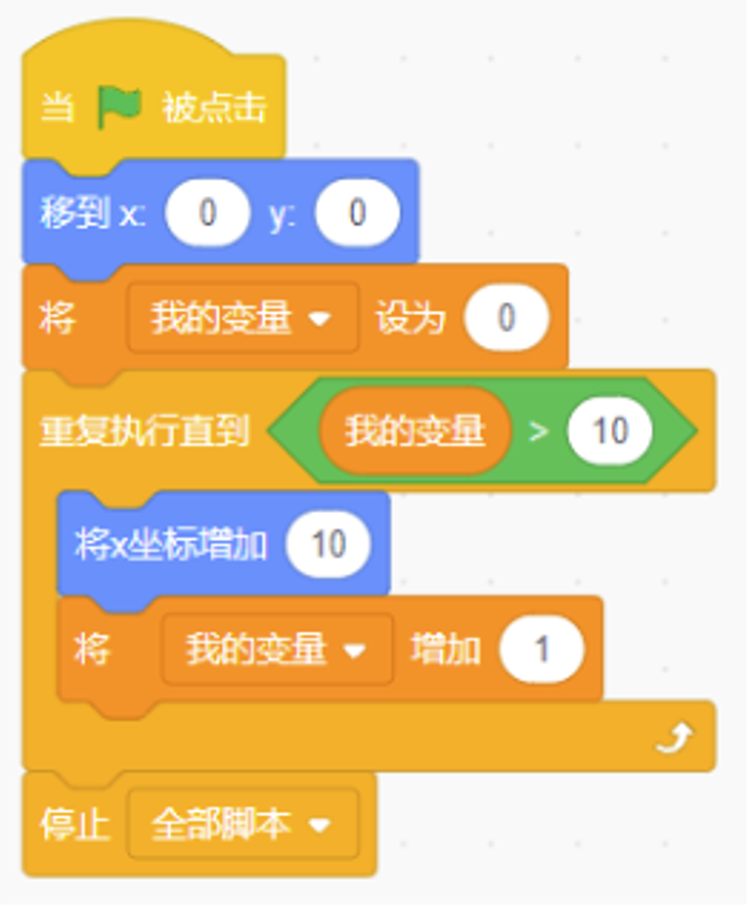 当 被点击
移到 x: 0 y: 0
将 我的变量 设为 0
重复执行直到 我的变量 > 10
将x坐标增加 10
将 我的变量 增加 1
停止 全部脚本